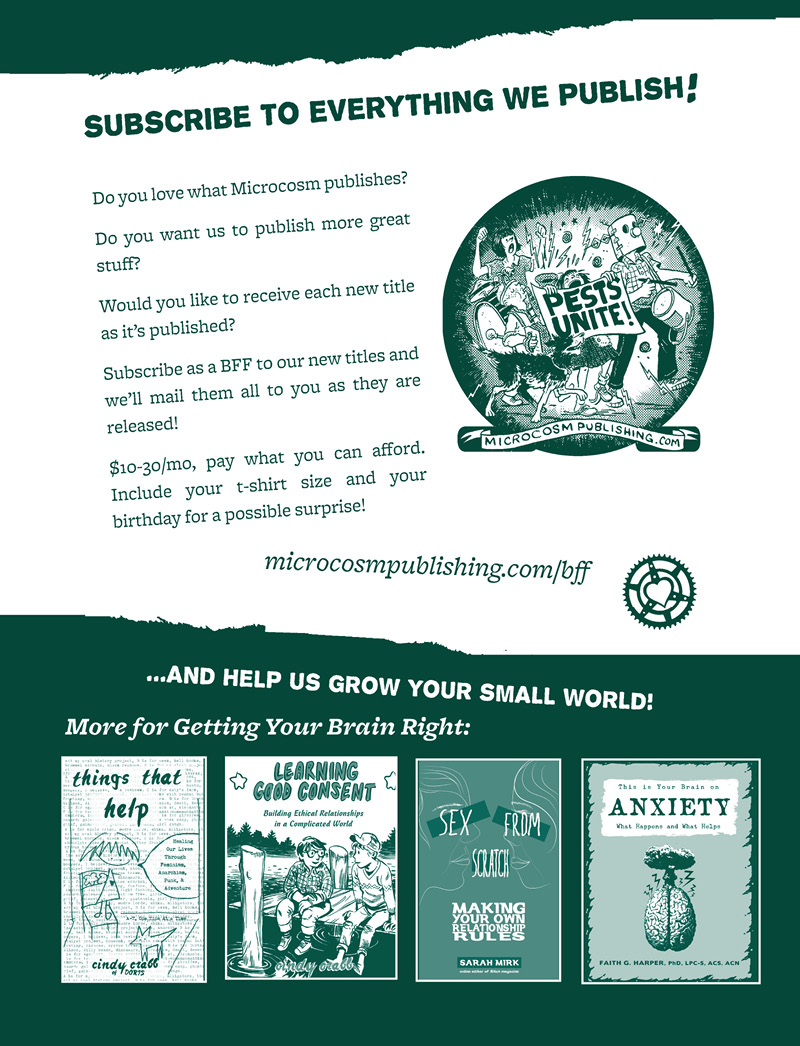 SUBSCRIBE TO EVERYTHING WE PUBLISH!
Do you love what Microcosm publishes?
Do you want us to publish more great
stuff?
Would you like to receive each new title
as it's published?
Subscribe as a BFF to our new titles and
we'll mail them all to you as they are
released!
$10-30/mo, pay what you can afford.
Include your t-shirt size and your
birthday for a possible surprise!
PESTS
UNITE!
MICROCOSMPUBLISHING.COM
microcosmpublishing.com/bff
...AND HELP US GROW YOUR SMALL WORLD!
More for Getting Your Brain Right:
things that
help
Healing
Our Lives
Through
Feminism,
Anarchism,
Punk, &
Adventure
cindy crabb
of DORIS
LEARNING
GOOD CONSENT
Building Ethical Relationships
in a Complicated World
cindy crabb
SEX FROM
SCRATCH
MAKING
YOUR OWN
RELATIONSHIP
RULES
SARAH MIRK
This is Your Brain on
ANXIETY
What Happens and What Helps
FAITH G. HARPER, PhD, LPC-S, ACS, ACN